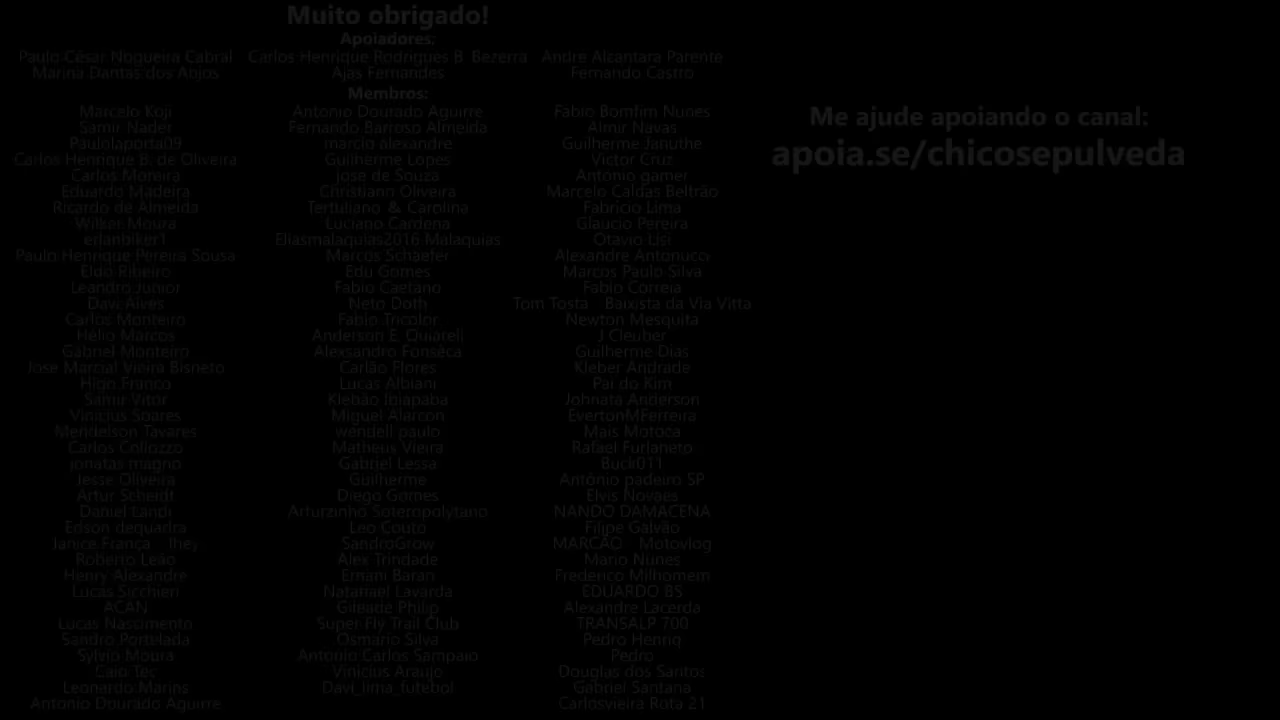 Muito obrigado!
Apoiadores:
Paulo César Nogueira Cabral Carlos Henrique Rodrigues B. Bezerra Andre Alcantara Parente
Marina Dantas dos Anjos Ajas Fernandes Fernando Castro
Membros:
Marcelo Koji Antonio Dourado Aguirre Fabio Bomfim Nunes
Samir Nader Fernando Barroso Almeida Almir Navas
Paulolaporta09 marcio alexandre Guilherme Januthe
Carlos Henrique B. de Oliveira Guilherme Lopes Victor Cruz
Carlos Moreira jose de Souza Antonio gamer
Eduardo Madeira Christiano Oliveira Marcelo Caldas Beltrão
Ricardo de Almeida Tertuliano & Carolina Fabricio Lima
Wilker Moura Luciano Cardona Glaucio Pereira
erlanbiker1 Eliasmalaquias2016 Malaquias Otavio Usi
Paulo Henrique Pereira Sousa Marcos Schaefer Alexandre Antonucci
Eldo Ribeiro Edu Gomes Marcos Paulo Silva
Leandro Junior Fabio Caetano Fabio Correia
Davi Alves Neto Doth Tom Tosta Baixista da Via Vitta
Carlos Monteiro Fabio Tricolor Newton Mesquita
Hélio Marcos Anderson E. Quiareli J Cleuber
Gabriel Monteiro Alexsandro Fonsêca Guilherme Dias
Jose Marcial Vieira Bisneto Carlão Flores Kleber Andrade
Higo Franco Lucas Albiani Pai do Kim
Samir Vitor Klebão Ibiapaba Johnata Anderson
Vinicius Soares Miguel Alarcon EvertonMFerreira
Mendelson Tavares wendell paulo Mais Motoca
Carlos Collozzo Matheus Vieira Rafael Furlaneto
jonatas magno Gabriel Lessa Buck011
Jesse Oliveira Guilherme Antônio padeiro SP
Artur Scheidt Diego Gomes Elvis Novaes
Daniel Landi Arturzinho Soteropolytano NANDO DAMACENA
Edson dequadra Leo Couto Filipe Galvão
Janice França Jhey SandroGrow MARCÃO Motovlog
Roberto Leão Alex Trindade Mario Nunes
Henry Alexandre Ernani Baran Frederico Milhomem
Lucas Sicchieri Natanael Lavarda EDUARDO BS
ACAN Gileade Philip Alexandre Lacerda
Lucas Nascimento Super Fly Trail Club TRANSALP 700
Sandro Portelada Osmario Silva Pedro Henriq
Sylvio Moura Antonio Carlos Sampaio Pedro
Caio Tec Vinicius Araujo Douglas dos Santos
Leonardo Marins Davi_lima_futebol Gabriel Santana
Antonio Dourado Aguirre Carlosvieira Rota 21
Me ajude apoiando o canal:
apoia.se/chicosepulveda